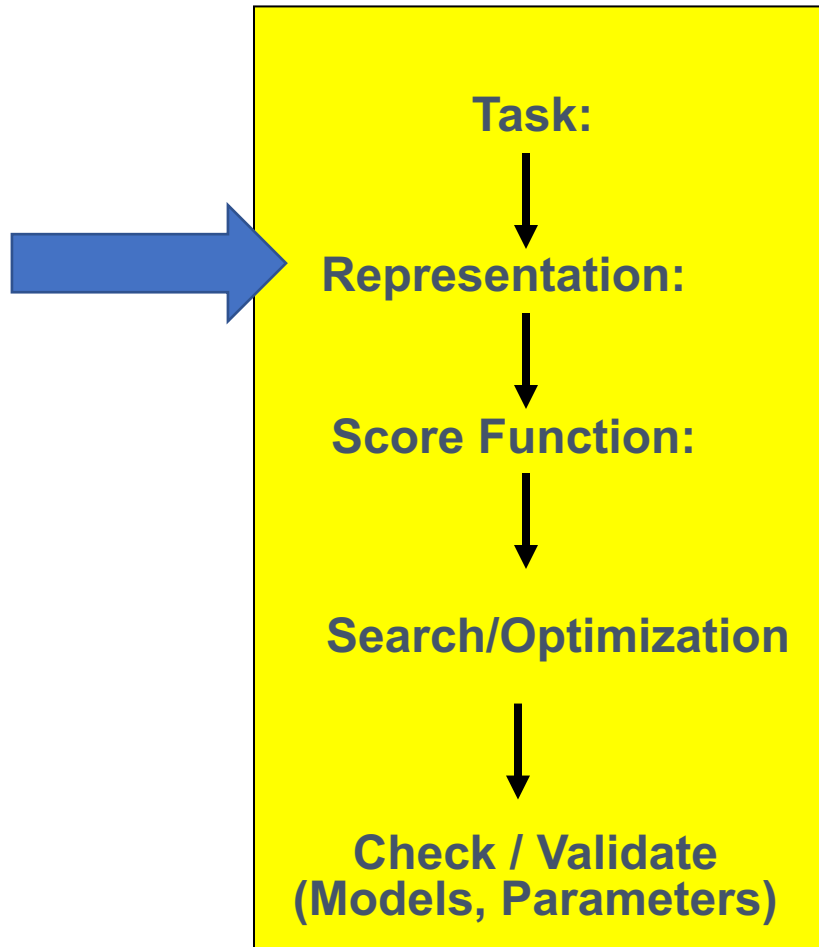 Task:
Representation:
Score Function:
Search/Optimization
Check / Validate
(Models, Parameters)